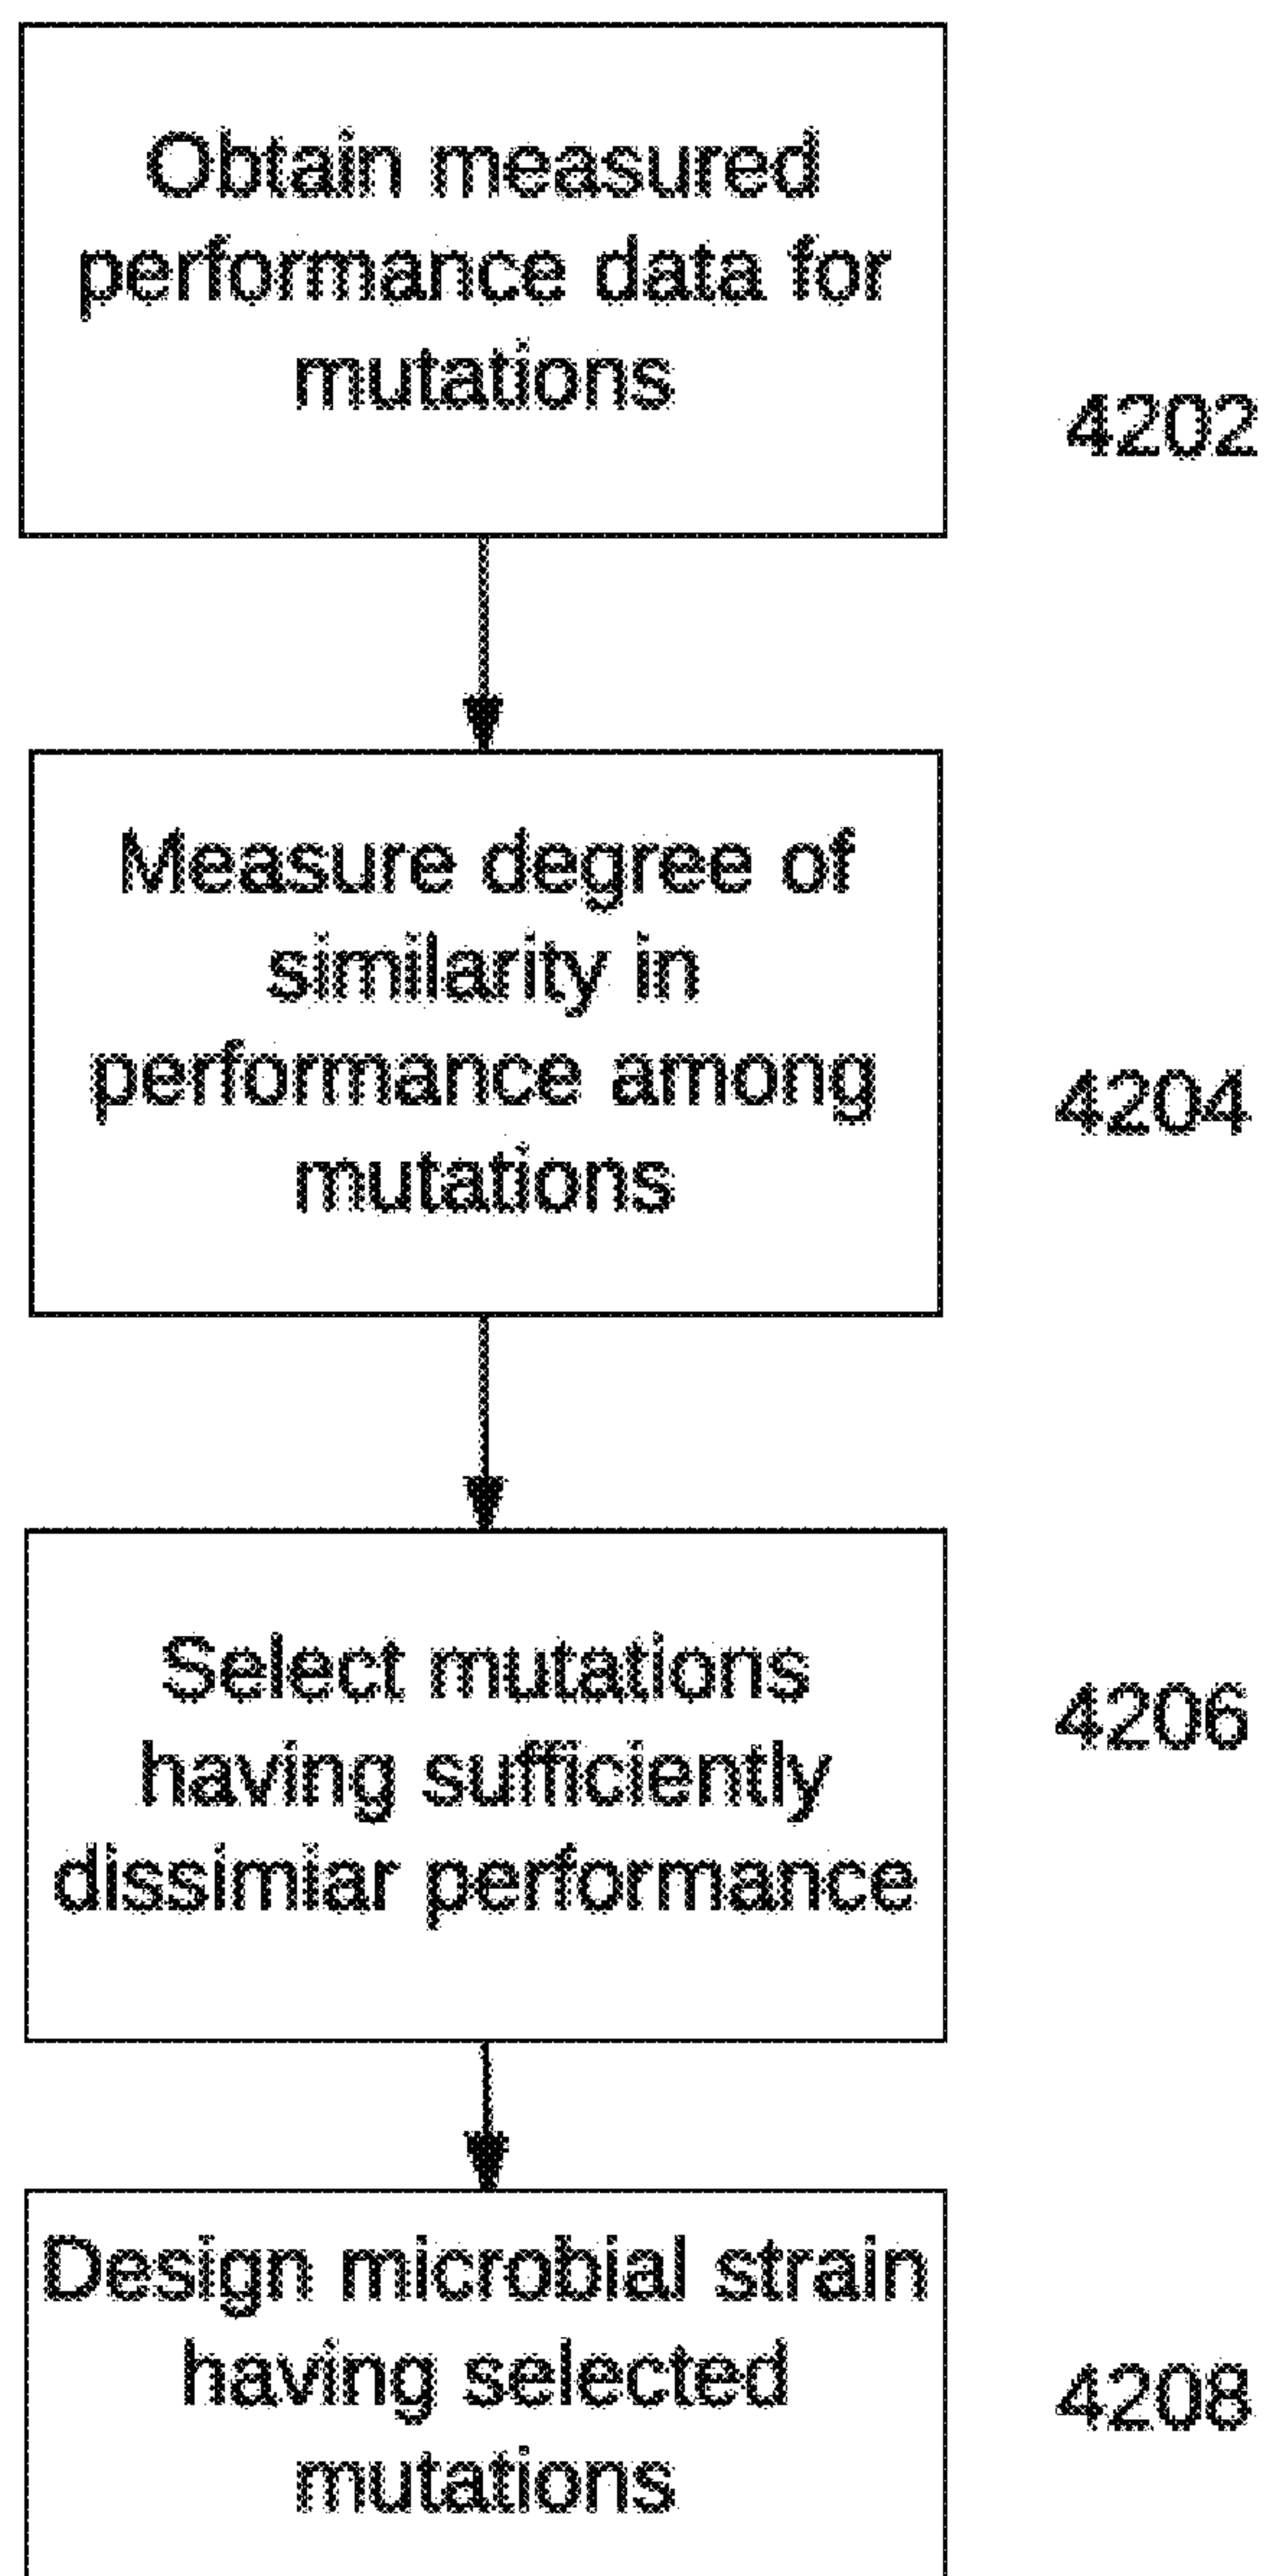 Obtain measured
performance data for
mutations
4202
Measure degree of
similarity in
performance among
mutations
4204
Select mutations
having sufficiently
dissimiar performance
4206
Design microbial strain
having selected
mutations
4208